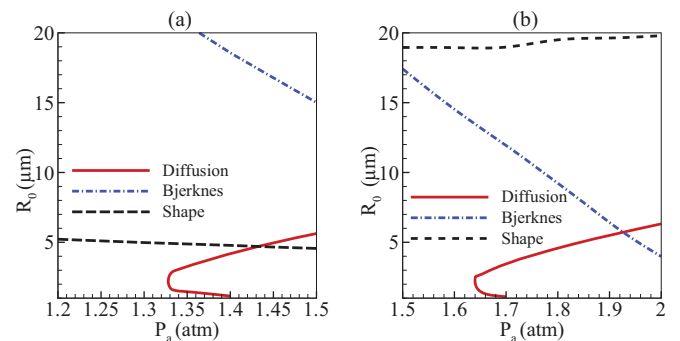 (a)
20
15
10
5
R₀ (μm)
Diffusion
Bjerknes
Shape
1.2 1.25 1.3 1.35 1.4 1.45 1.5
Pₐ (atm)
(b)
20
15
10
5
R₀ (μm)
Diffusion
Bjerknes
Shape
1.5 1.6 1.7 1.8 1.9 2
Pₐ (atm)